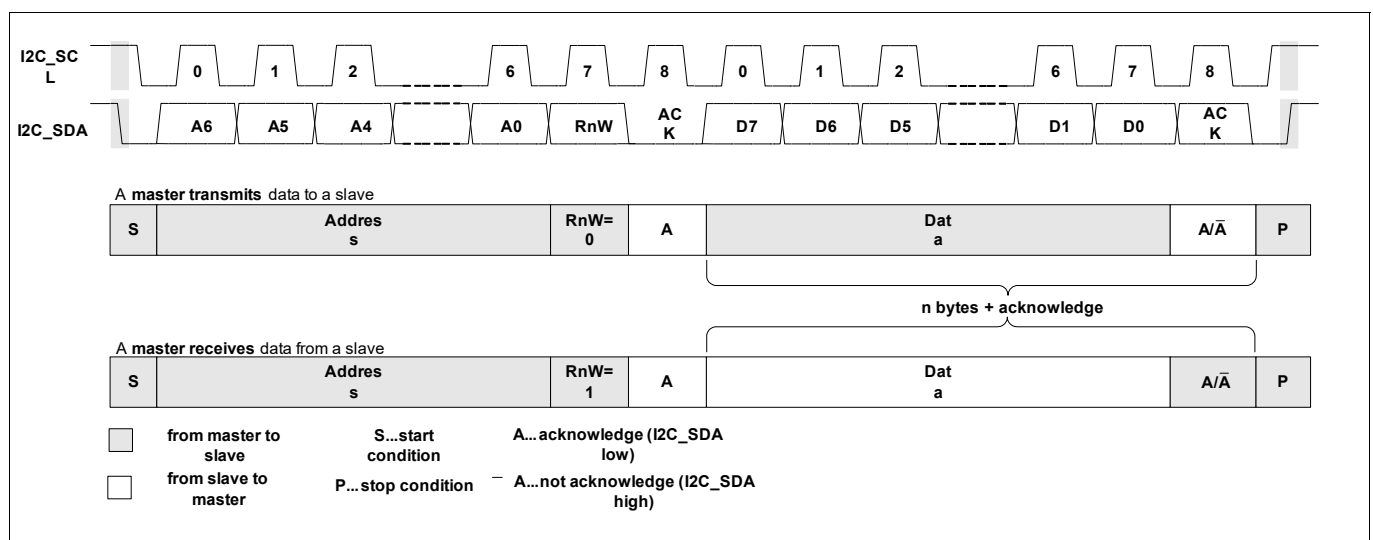 I2C_SC
L
0 1 2 6 7 8 0 1 2 6 7 8
I2C_SDA
A6 A5 A4 A0 RnW AC
K D7 D6 D5 D1 D0 AC
K
A master transmits data to a slave
S Addres
s RnW=
0 A Dat
a A/A̅ P
n bytes + acknowledge
A master receives data from a slave
S Addres
s RnW=
1 A Dat
a A/A̅ P
from master to
slave
S...start
condition
A...acknowledge (I2C_SDA
low)
from slave to
master
P...stop condition
‾ A...not acknowledge (I2C_SDA
high)